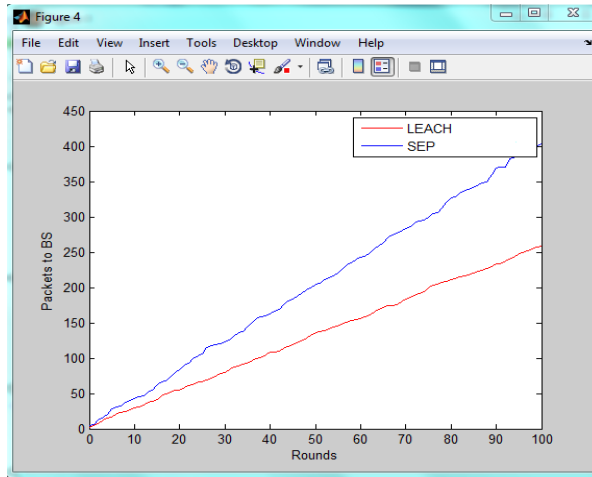 Figure 4
File Edit View Insert Tools Desktop Window Help
450
400
350
300
250
200
150
100
50
0
Packets to BS
LEACH
SEP
0 10 20 30 40 50 60 70 80 90 100
Rounds